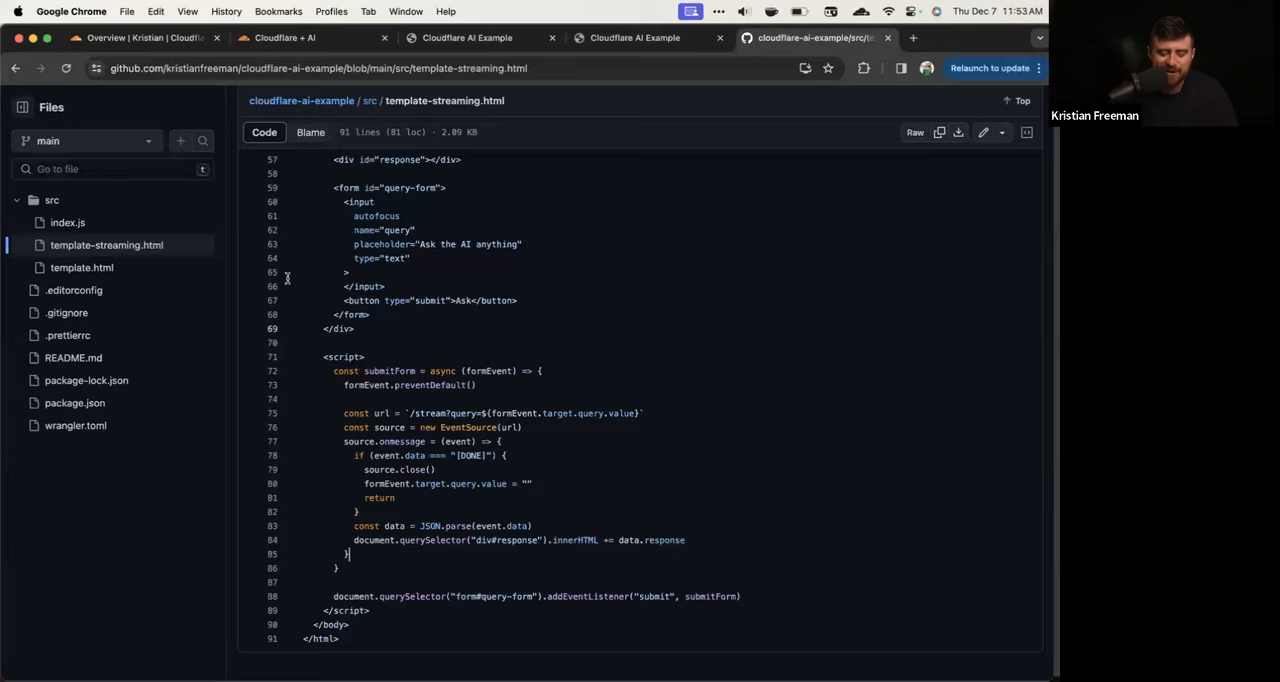 Google Chrome File Edit View History Bookmarks Profiles Tab Window Help Thu Dec 7 11:53 AM
Overview | Kristian | Cloudfl
Cloudflare + AI
Cloudflare AI Example
Cloudflare AI Example
cloudflare-ai-example/src/te
github.com/kristianfreeman/cloudflare-ai-example/blob/main/src/template-streaming.html
Relaunch to update
Kristian Freeman
Files
main
Go to file
t
src
index.js
template-streaming.html
template.html
.editorconfig
.gitignore
.prettierrc
README.md
package-lock.json
package.json
wrangler.toml
cloudflare-ai-example / src / template-streaming.html
Top
Code Blame 91 lines (81 loc) · 2.09 KB
Raw
57 <div id="response"></div>
58
59 <form id="query-form">
60 <input
61 autofocus
62 name="query"
63 placeholder="Ask the AI anything"
64 type="text"
65 >
66 </input>
67 <button type="submit">Ask</button>
68 </form>
69 </div>
70
71 <script>
72 const submitForm = async (formEvent) => {
73 formEvent.preventDefault()
74
75 const url = `/stream?query=${formEvent.target.query.value}`
76 const source = new EventSource(url)
77 source.onmessage = (event) => {
78 if (event.data === "[DONE]") {
79 source.close()
80 formEvent.target.query.value = ""
81 return
82 }
83 const data = JSON.parse(event.data)
84 document.querySelector("div#response").innerHTML += data.response
85 }
86 }
87
88 document.querySelector("form#query-form").addEventListener("submit", submitForm)
89 </script>
90 </body>
91 </html>